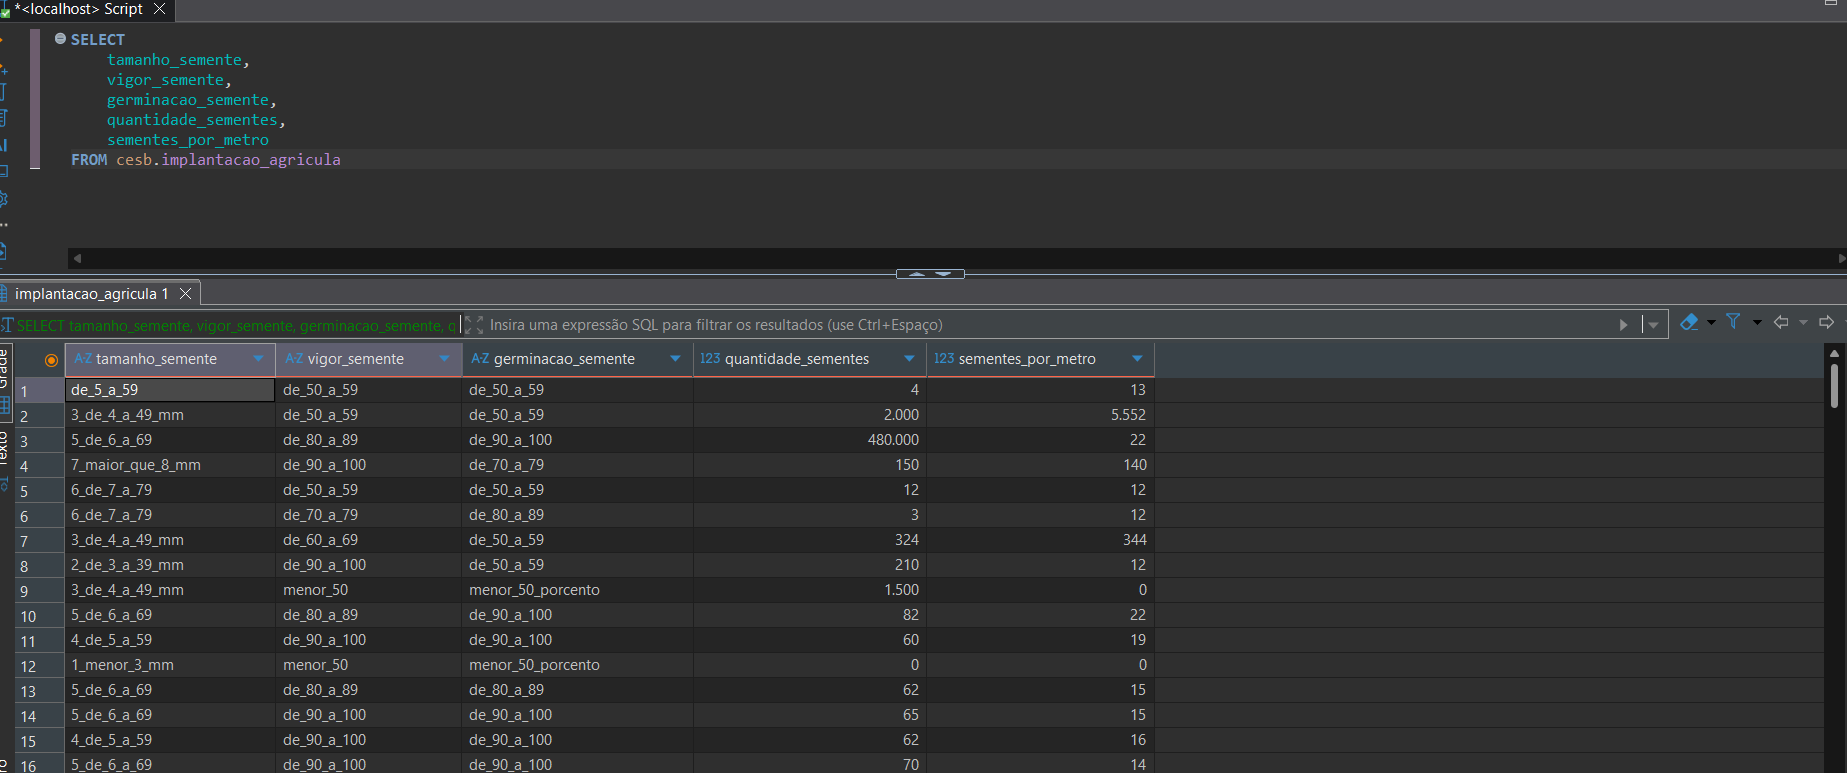 *<localhost> Script
SELECT
tamanho_semente,
vigor_semente,
germinacao_semente,
quantidade_sementes,
sementes_por_metro
FROM cesb.implantacao_agricula
implantacao_agricula 1
SELECT tamanho_semente, vigor_semente, germinacao_semente, q
Insira uma expressão SQL para filtrar os resultados (use Ctrl+Espaço)
Grade
Texto
A-Z tamanho_semente A-Z vigor_semente A-Z germinacao_semente 123 quantidade_sementes 123 sementes_por_metro
1 de_5_a_59 de_50_a_59 de_50_a_59 4 13
2 3_de_4_a_49_mm de_50_a_59 de_50_a_59 2.000 5.552
3 5_de_6_a_69 de_80_a_89 de_90_a_100 480.000 22
4 7_maior_que_8_mm de_90_a_100 de_70_a_79 150 140
5 6_de_7_a_79 de_50_a_59 de_50_a_59 12 12
6 6_de_7_a_79 de_70_a_79 de_80_a_89 3 12
7 3_de_4_a_49_mm de_60_a_69 de_50_a_59 324 344
8 2_de_3_a_39_mm de_90_a_100 de_50_a_59 210 12
9 3_de_4_a_49_mm menor_50 menor_50_porcento 1.500 0
10 5_de_6_a_69 de_80_a_89 de_90_a_100 82 22
11 4_de_5_a_59 de_90_a_100 de_90_a_100 60 19
12 1_menor_3_mm menor_50 menor_50_porcento 0 0
13 5_de_6_a_69 de_80_a_89 de_80_a_89 62 15
14 5_de_6_a_69 de_90_a_100 de_90_a_100 65 15
15 4_de_5_a_59 de_90_a_100 de_90_a_100 62 16
16 5_de_6_a_69 de_90_a_100 de_90_a_100 70 14